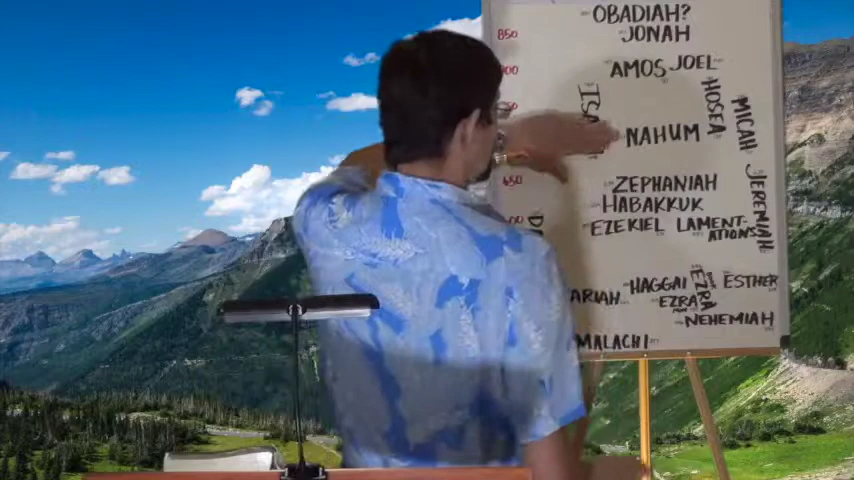 OBADIAH?
850 JONAH
AMOS JOEL
HOSEA
MICAH
NAHUM
JEREMIAH
650 ZEPHANIAH
HABAKKUK
EZEKIEL LAMENT-
ATIONS
HAGGAI EZRA ESTHER
EZRA
NEHEMIAH
MALACHI